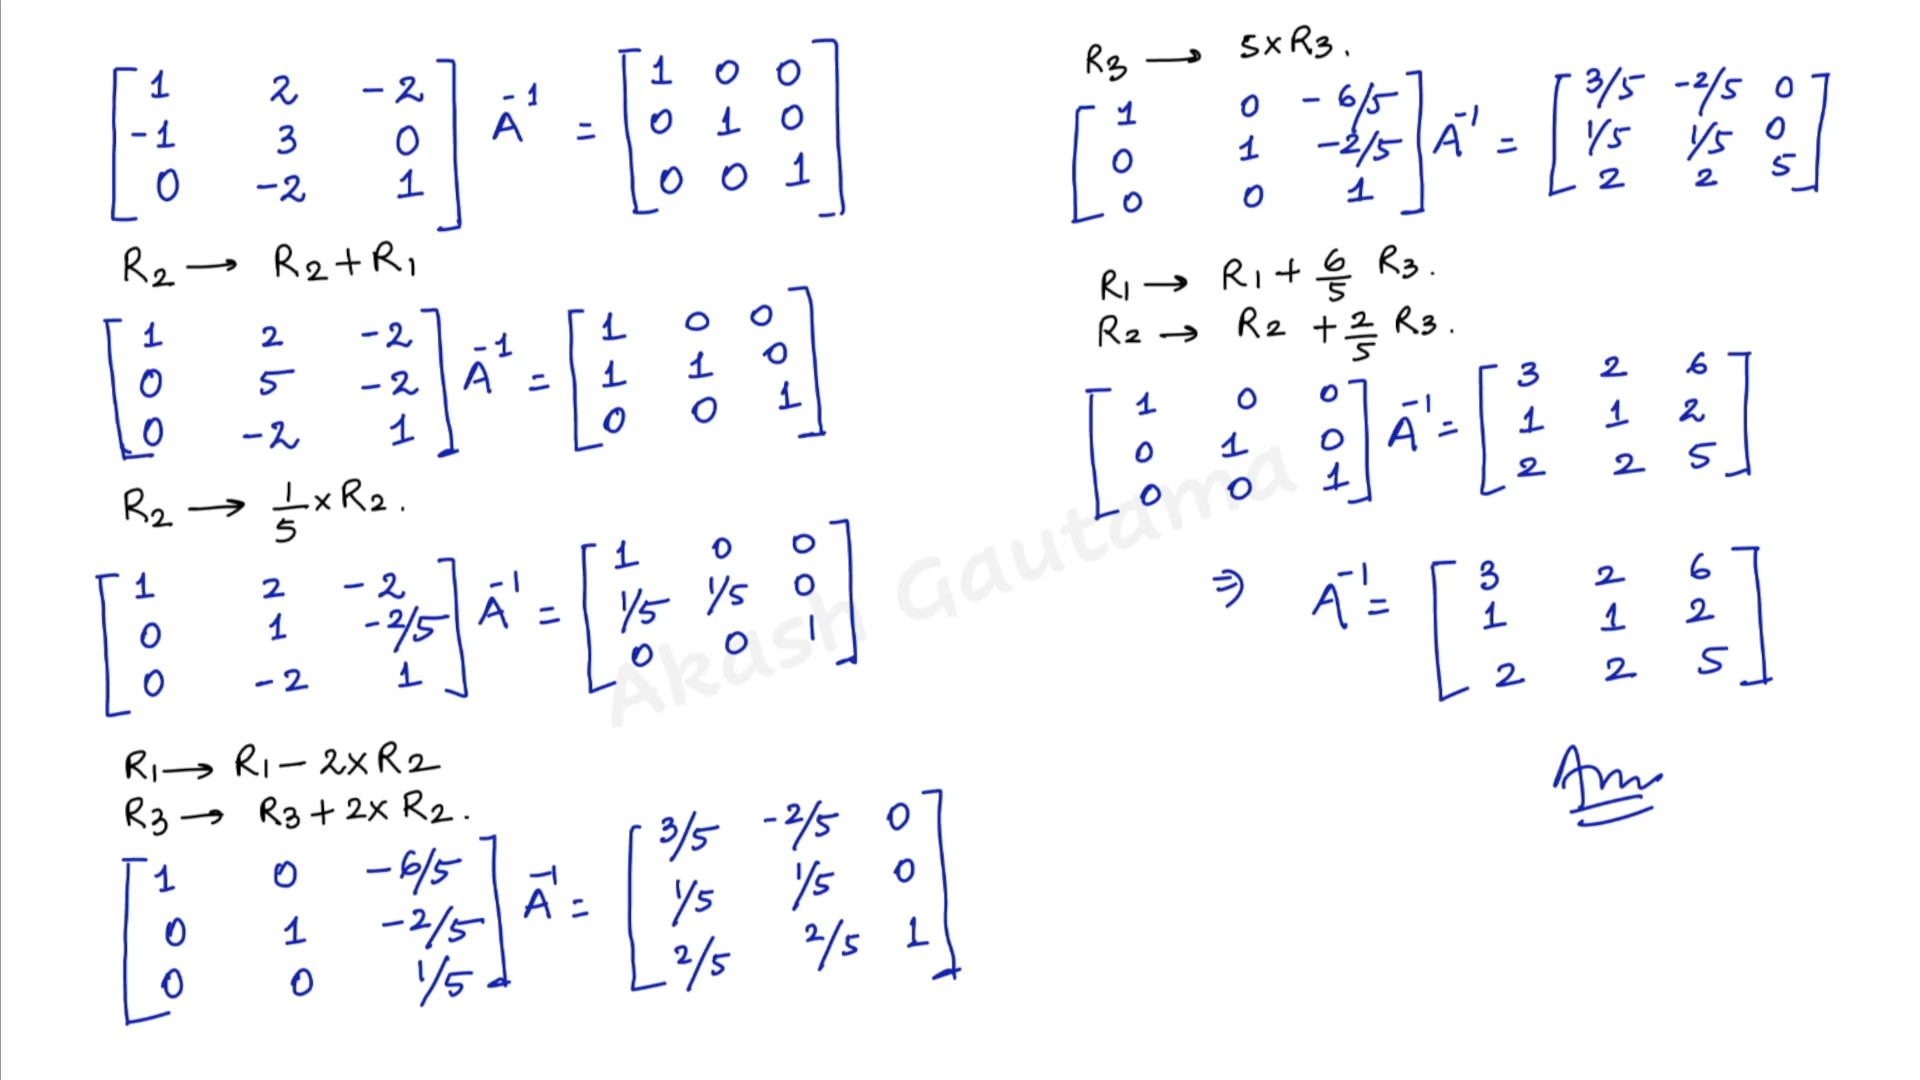 [ 1 2 -2 ] A⁻¹ = [ 1 0 0 ]
[ -1 3 0 ] [ 0 1 0 ]
[ 0 -2 1 ] [ 0 0 1 ]
R₂ → R₂ + R₁
[ 1 2 -2 ] A⁻¹ = [ 1 0 0 ]
[ 0 5 -2 ] [ 1 1 0 ]
[ 0 -2 1 ] [ 0 0 1 ]
R₂ → 1/5 × R₂.
[ 1 2 -2 ] A⁻¹ = [ 1 0 0 ]
[ 0 1 -2/5 ] [ 1/5 1/5 0 ]
[ 0 -2 1 ] [ 0 0 1 ]
R₁ → R₁ - 2 × R₂
R₃ → R₃ + 2 × R₂.
[ 1 0 -6/5 ] A⁻¹ = [ 3/5 -2/5 0 ]
[ 0 1 -2/5 ] [ 1/5 1/5 0 ]
[ 0 0 1/5 ] [ 2/5 2/5 1 ]
R₃ → 5 × R₃.
[ 1 0 -6/5 ] A⁻¹ = [ 3/5 -2/5 0 ]
[ 0 1 -2/5 ] [ 1/5 1/5 0 ]
[ 0 0 1 ] [ 2 2 5 ]
R₁ → R₁ + 6/5 R₃.
R₂ → R₂ + 2/5 R₃.
[ 1 0 0 ] A⁻¹ = [ 3 2 6 ]
[ 0 1 0 ] [ 1 1 2 ]
[ 0 0 1 ] [ 2 2 5 ]
⇒ A⁻¹ = [ 3 2 6 ]
[ 1 1 2 ]
[ 2 2 5 ]
Ans
Akash Gautama